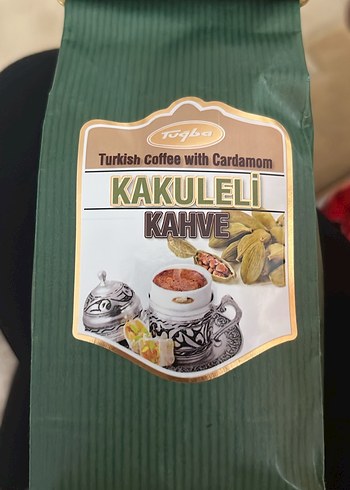 Tuğba
Turkish Coffee with Cardamom
KAKULELİ
KAHVE